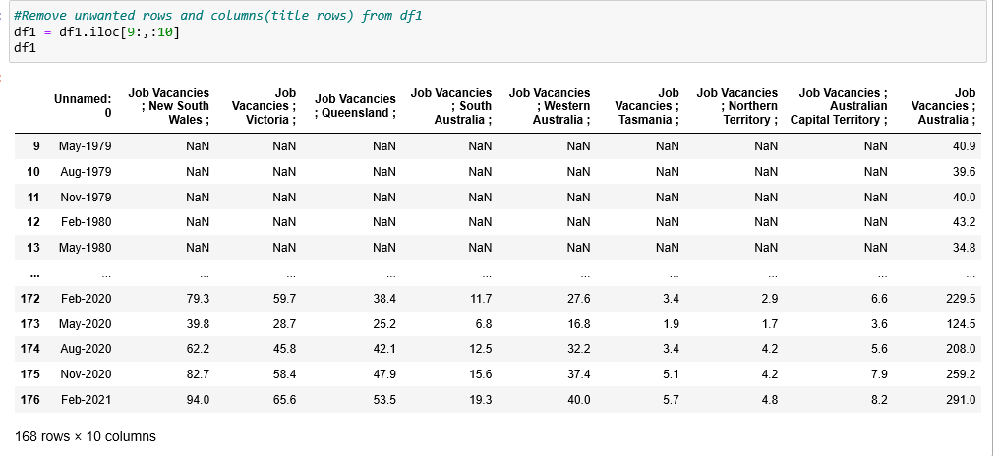 #Remove unwanted rows and columns(title rows) from df1
df1 = df1.iloc[9:,:10]
df1
Unnamed: 0 Job Vacancies ; New South Wales ; Job Vacancies ; Victoria ; Job Vacancies ; Queensland ; Job Vacancies ; South Australia ; Job Vacancies ; Western Australia ; Job Vacancies ; Tasmania ; Job Vacancies ; Northern Territory ; Job Vacancies ; Australian Capital Territory ; Job Vacancies ; Australia ;
9 May-1979 NaN NaN NaN NaN NaN NaN NaN NaN 40.9
10 Aug-1979 NaN NaN NaN NaN NaN NaN NaN NaN 39.6
11 Nov-1979 NaN NaN NaN NaN NaN NaN NaN NaN 40.0
12 Feb-1980 NaN NaN NaN NaN NaN NaN NaN NaN 43.2
13 May-1980 NaN NaN NaN NaN NaN NaN NaN NaN 34.8
... ... ... ... ... ... ... ... ... ... ...
172 Feb-2020 79.3 59.7 38.4 11.7 27.6 3.4 2.9 6.6 229.5
173 May-2020 39.8 28.7 25.2 6.8 16.8 1.9 1.7 3.6 124.5
174 Aug-2020 62.2 45.8 42.1 12.5 32.2 3.4 4.2 5.6 208.0
175 Nov-2020 82.7 58.4 47.9 15.6 37.4 5.1 4.2 7.9 259.2
176 Feb-2021 94.0 65.6 53.5 19.3 40.0 5.7 4.8 8.2 291.0
168 rows × 10 columns